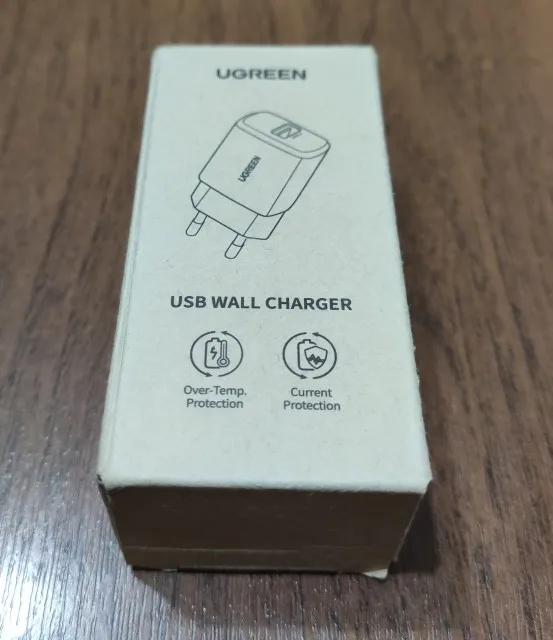 UGREEN
UGREEN
USB WALL CHARGER
Over-Temp.
Protection
Current
Protection